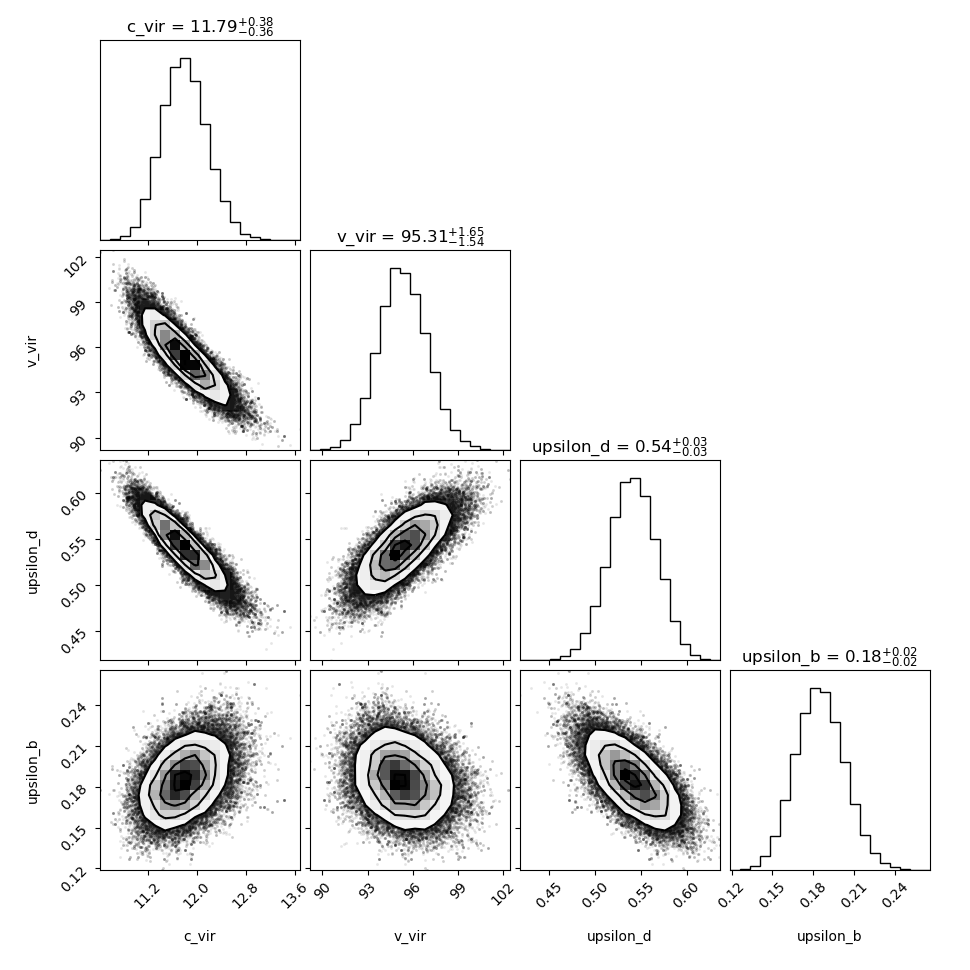 c_vir = 11.79^{+0.38}_{-0.36}
v_vir = 95.31^{+1.65}_{-1.54}
102
99
96
93
90
v_vir
upsilon_d = 0.54^{+0.03}_{-0.03}
0.60
0.55
0.50
0.45
upsilon_d
upsilon_b = 0.18^{+0.02}_{-0.02}
0.24
0.21
0.18
0.15
0.12
upsilon_b
11.2 12.0 12.8 13.6
90 93 96 99 102
0.45 0.50 0.55 0.60
0.12 0.15 0.18 0.21 0.24
c_vir
v_vir
upsilon_d
upsilon_b